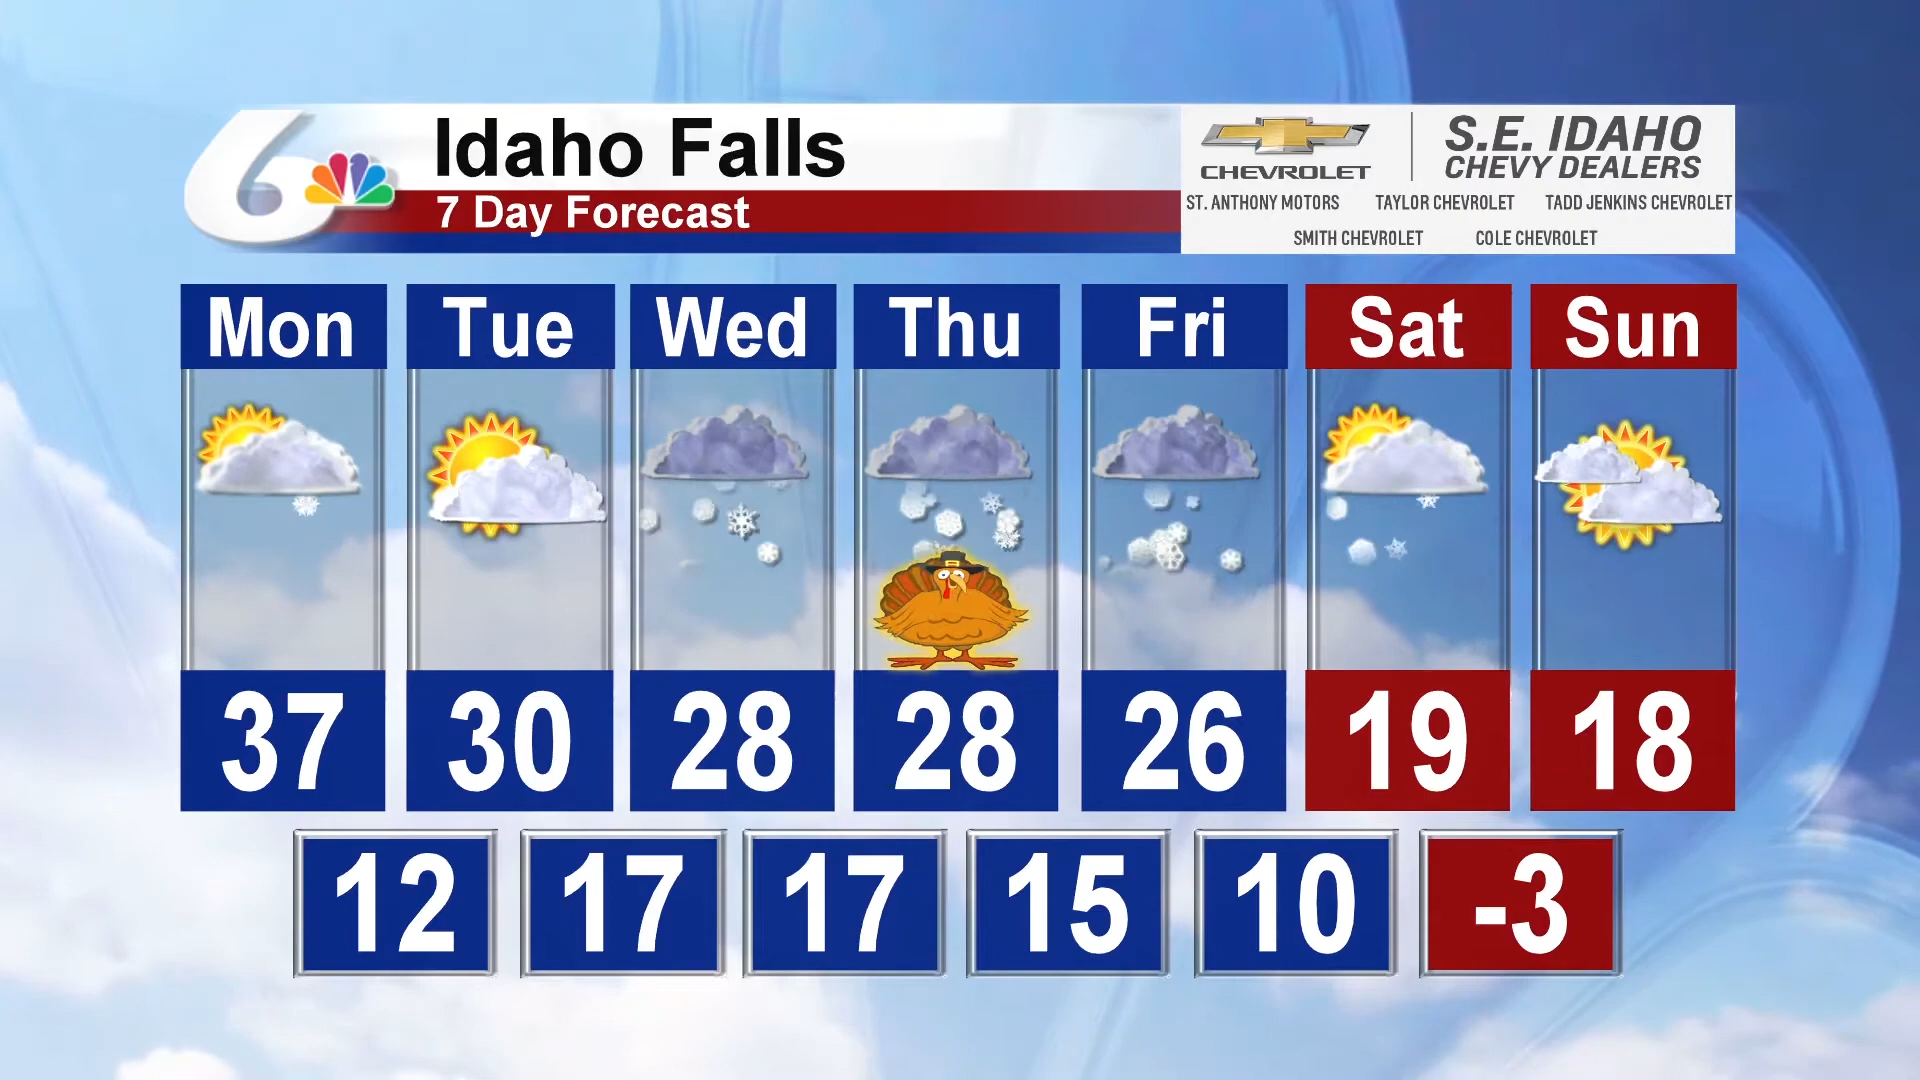 6
Idaho Falls
7 Day Forecast
CHEVROLET
S.E. IDAHO
CHEVY DEALERS
ST. ANTHONY MOTORS TAYLOR CHEVROLET TADD JENKINS CHEVROLET
SMITH CHEVROLET COLE CHEVROLET
Mon Tue Wed Thu Fri Sat Sun
37 30 28 28 26 19 18
12 17 17 15 10 -3